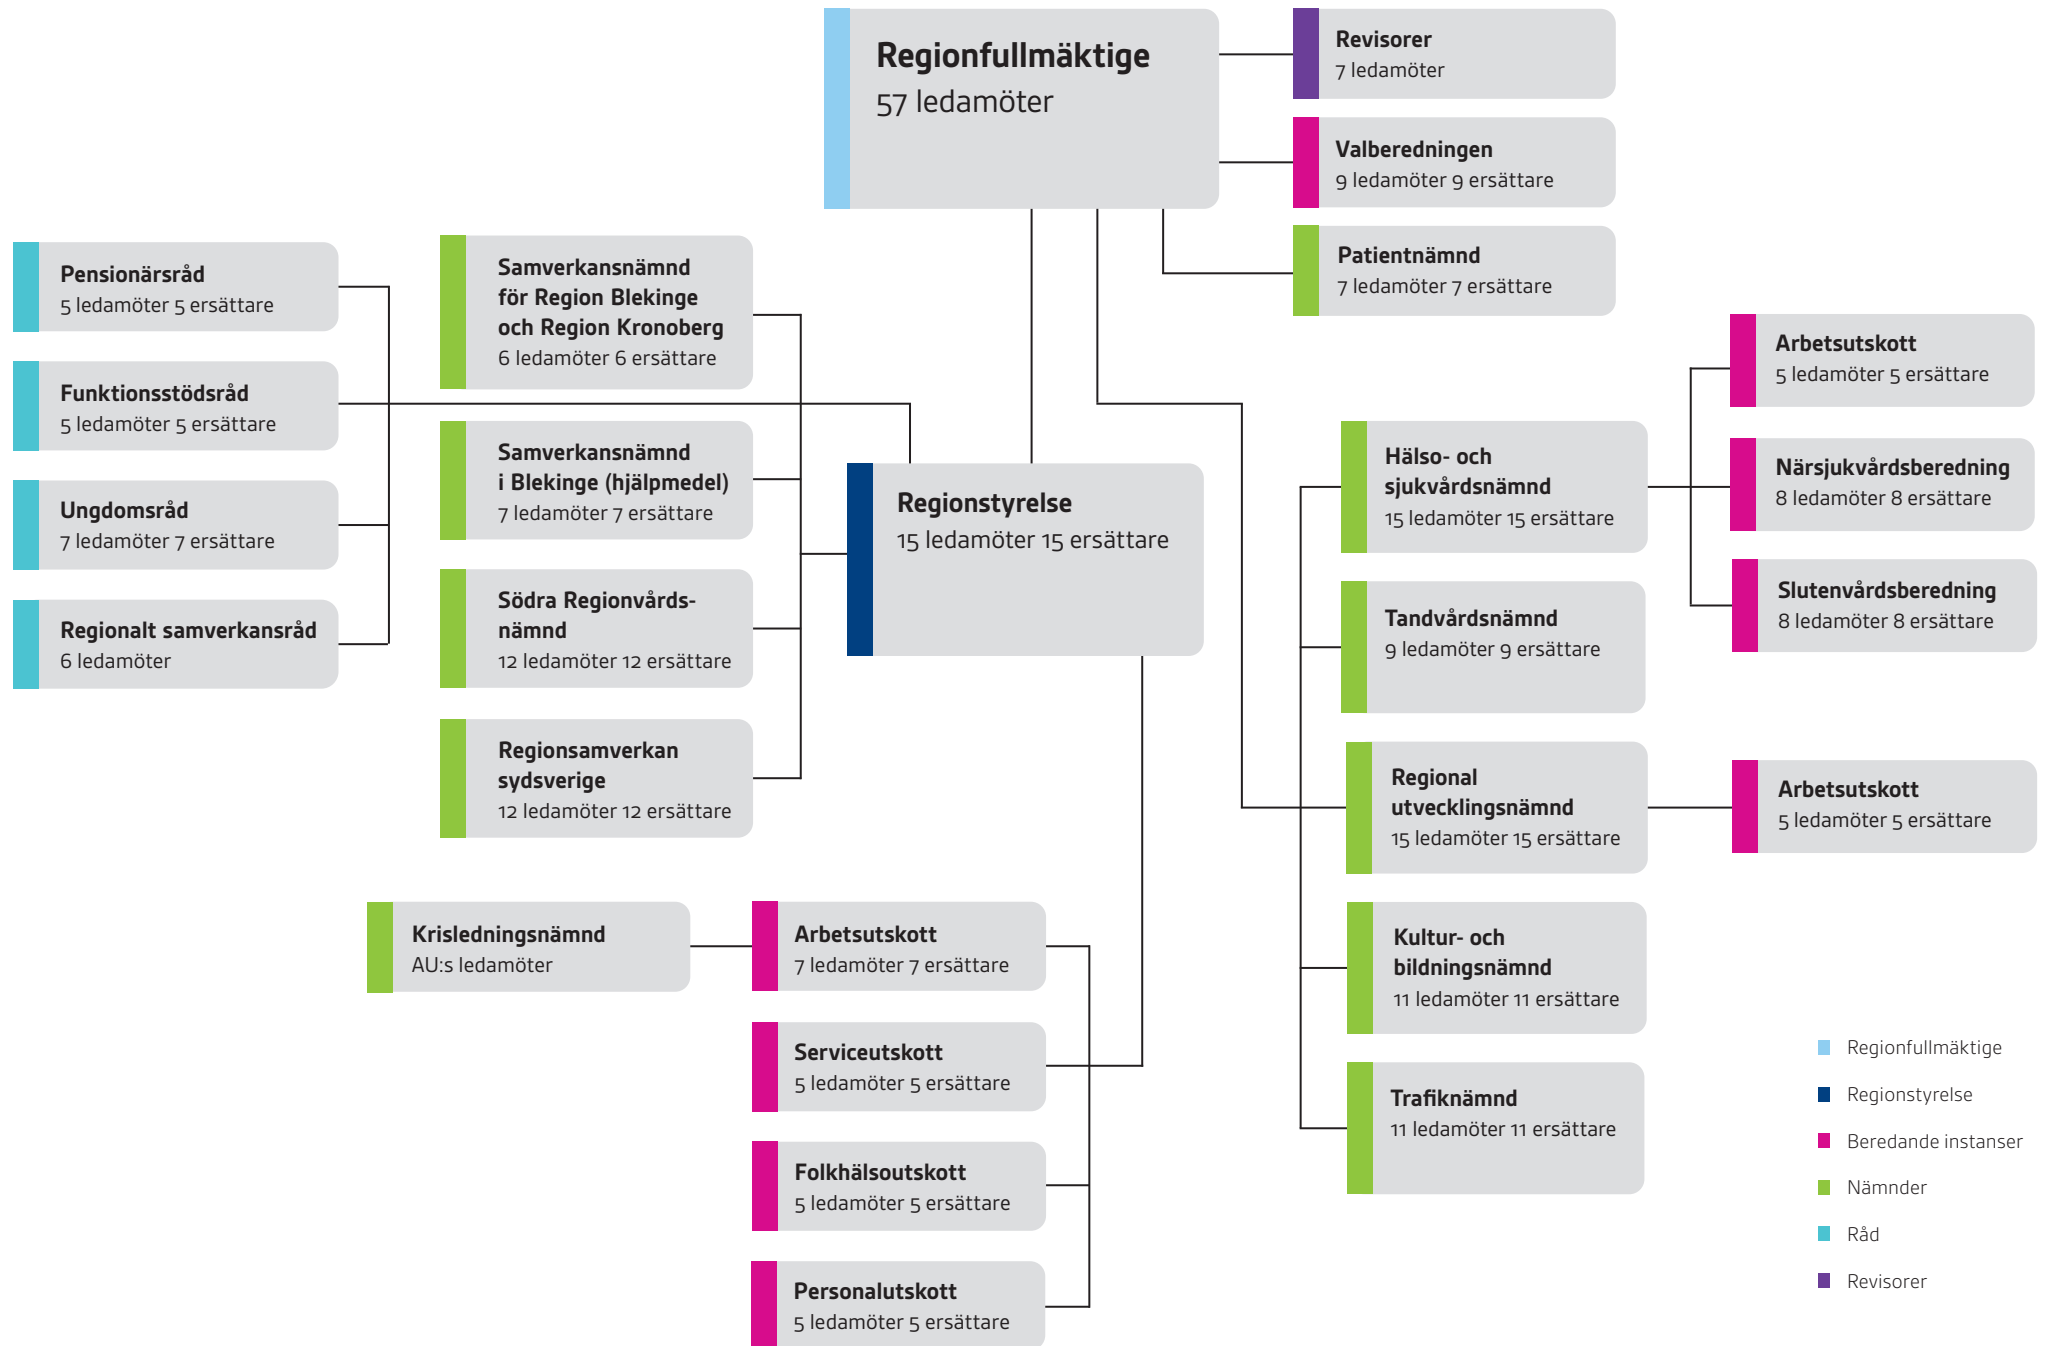 Regionfullmäktige
57 ledamöter
Revisorer
7 ledamöter
Valberedningen
9 ledamöter 9 ersättare
Patientnämnd
7 ledamöter 7 ersättare
Pensionärsråd
5 ledamöter 5 ersättare
Funktionsstödsråd
5 ledamöter 5 ersättare
Ungdomsråd
7 ledamöter 7 ersättare
Regionalt samverkansråd
6 ledamöter
Samverkansnämnd
för Region Blekinge
och Region Kronoberg
6 ledamöter 6 ersättare
Samverkansnämnd
i Blekinge (hjälpmedel)
7 ledamöter 7 ersättare
Södra Regionvårds-
nämnd
12 ledamöter 12 ersättare
Regionsamverkan
sydsverige
12 ledamöter 12 ersättare
Regionstyrelse
15 ledamöter 15 ersättare
Krisledningsnämnd
AU:s ledamöter
Arbetsutskott
7 ledamöter 7 ersättare
Serviceutskott
5 ledamöter 5 ersättare
Folkhälsoutskott
5 ledamöter 5 ersättare
Personalutskott
5 ledamöter 5 ersättare
Hälso- och
sjukvårdsnämnd
15 ledamöter 15 ersättare
Tandvårdsnämnd
9 ledamöter 9 ersättare
Regional
utvecklingsnämnd
15 ledamöter 15 ersättare
Kultur- och
bildningsnämnd
11 ledamöter 11 ersättare
Trafiknämnd
11 ledamöter 11 ersättare
Arbetsutskott
5 ledamöter 5 ersättare
Närsjukvårdsberedning
8 ledamöter 8 ersättare
Slutenvårdsberedning
8 ledamöter 8 ersättare
Arbetsutskott
5 ledamöter 5 ersättare
Regionfullmäktige
Regionstyrelse
Beredande instanser
Nämnder
Råd
Revisorer